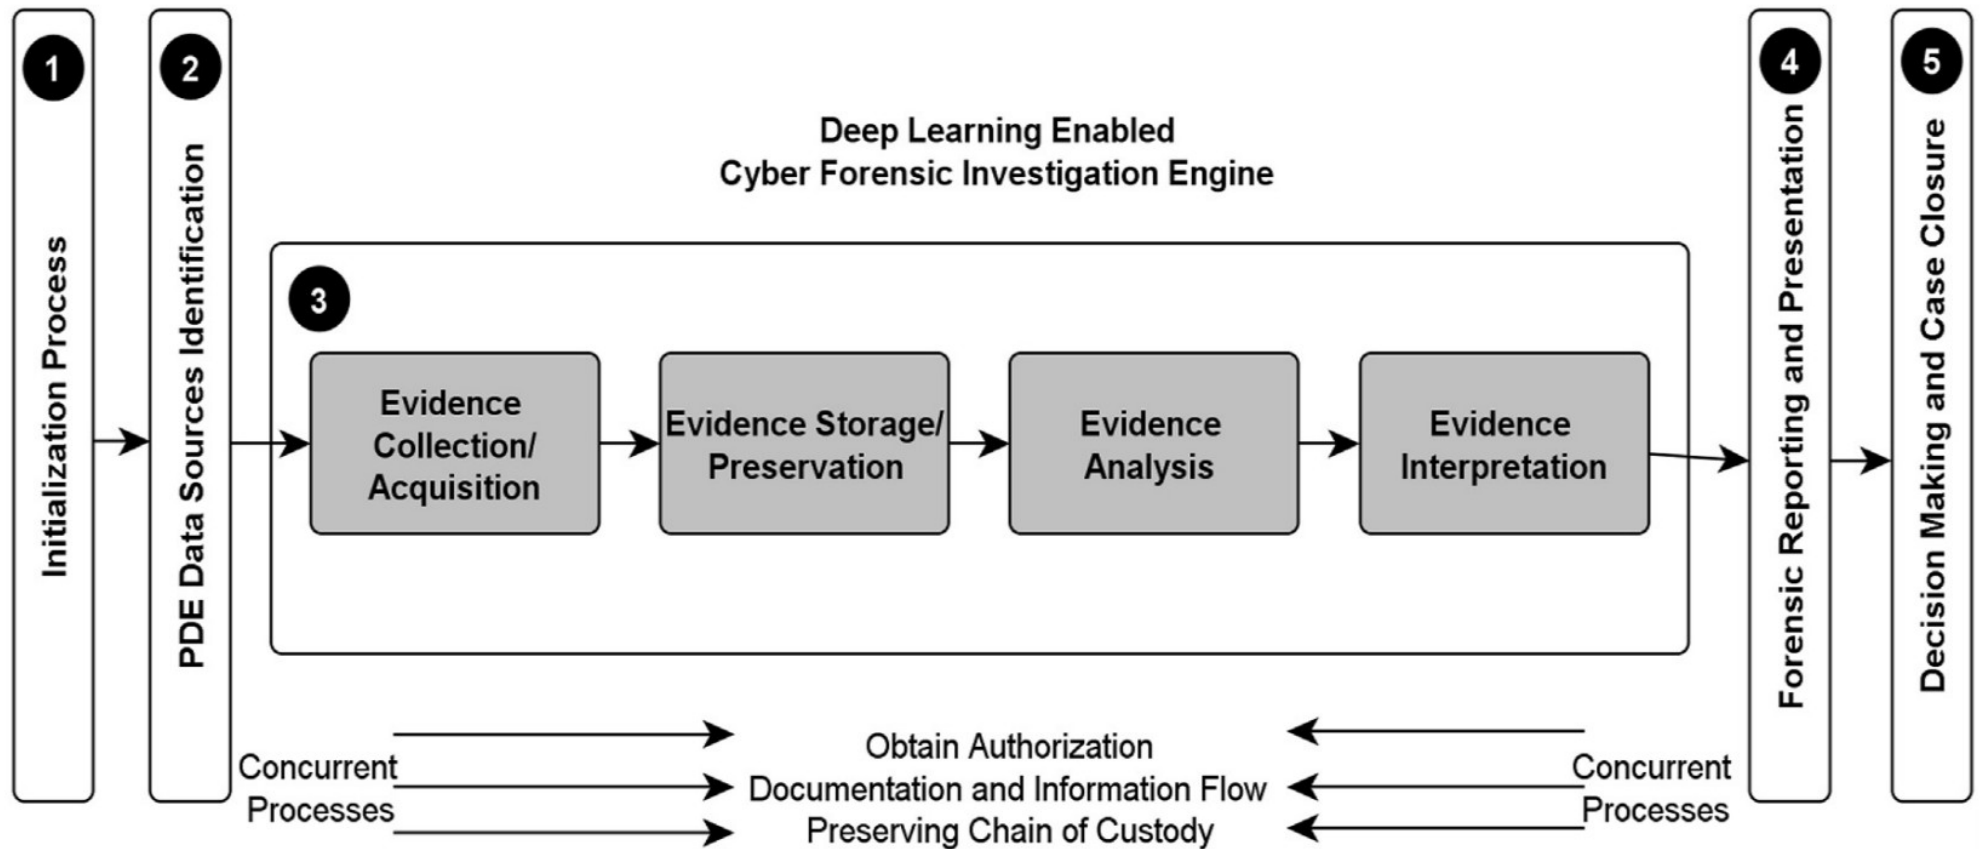 1
Initialization Process
2
PDE Data Sources Identification
Deep Learning Enabled
Cyber Forensic Investigation Engine
3
Evidence
Collection/
Acquisition
Evidence Storage/
Preservation
Evidence
Analysis
Evidence
Interpretation
4
Forensic Reporting and Presentation
5
Decision Making and Case Closure
Concurrent
Processes
Obtain Authorization
Documentation and Information Flow
Preserving Chain of Custody
Concurrent
Processes